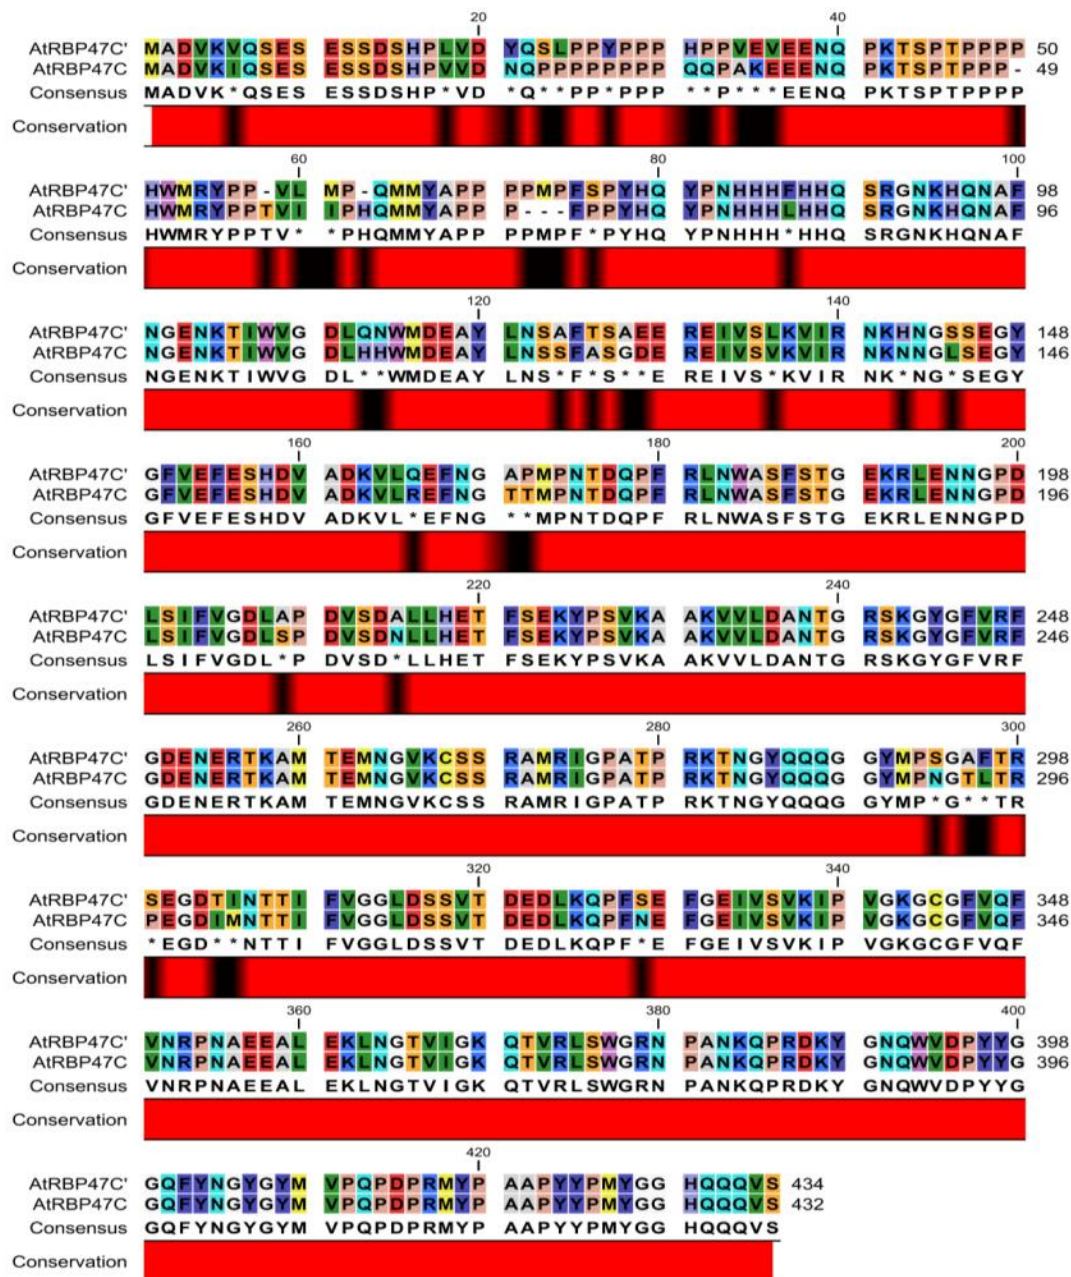 20 40
AtRBP47C' MADVKVQSES ESSDSHPLVD YQSLPPYPPP HPPVEVEENQ PKTSPTPPPP 50
AtRBP47C MADVKIQSES ESSDSHPVVD NQPPPPPPPP QQPAKEEENQ PKTSPTPPP- 49
Consensus MADVK*QSES ESSDSHP*VD *Q**PP*PPP **P***EENQ PKTSPTPPPP
Conservation
60 80 100
AtRBP47C' HWMRYPP-VL MP-QMMYAPP PPMPFSPYHQ YPNHHHFHHQ SRGNKHQNAF 98
AtRBP47C HWMRYPPTVI IPHQMMYAPP P---FPPYHQ YPNHHHLHHQ SRGNKHQNAF 96
Consensus HWMRYPPTV* *PHQMMYAPP PPMPF*PYHQ YPNHHH*HHQ SRGNKHQNAF
Conservation
120 140
AtRBP47C' NGENKTIWVG DLQNWMDEAY LNSAFTSAEE REIVSLKVIR NKHNGSSEGY 148
AtRBP47C NGENKTIWVG DLHHWMDEAY LNSSFASGDE REIVSVKVIR NKNNGLSEGY 146
Consensus NGENKTIWVG DL**WMDEAY LNS*F*S**E REIVS*KVIR NK*NG*SEGY
Conservation
160 180 200
AtRBP47C' GFVEFESHDV ADKVLQEFNG APMPNTDQPF RLNWASFSTG EKRLENNGPD 198
AtRBP47C GFVEFESHDV ADKVLREFNG TTMPNTDQPF RLNWASFSTG EKRLENNGPD 196
Consensus GFVEFESHDV ADKVL*EFNG **MPNTDQPF RLNWASFSTG EKRLENNGPD
Conservation
220 240
AtRBP47C' LSIFVGDLAP DVSDALLHET FSEKYPSVKA AKVVLDANTG RSKGYGFVRF 248
AtRBP47C LSIFVGDLSP DVSDNLLHET FSEKYPSVKA AKVVLDANTG RSKGYGFVRF 246
Consensus LSIFVGDL*P DVSD*LLHET FSEKYPSVKA AKVVLDANTG RSKGYGFVRF
Conservation
260 280 300
AtRBP47C' GDENERTKAM TEMNGVKCSS RAMRIGPATP RKTNGYQQQG GYMPSGAFTR 298
AtRBP47C GDENERTKAM TEMNGVKCSS RAMRIGPATP RKTNGYQQQG GYMPNGTLTR 296
Consensus GDENERTKAM TEMNGVKCSS RAMRIGPATP RKTNGYQQQG GYMP*G**TR
Conservation
320 340
AtRBP47C' SEGDTINTTI FVGGLDSSVT DEDLKQPFSE FGEIVSVKIP VGKGCGFVQF 348
AtRBP47C PEGDIMNTTI FVGGLDSSVT DEDLKQPFNE FGEIVSVKIP VGKGCGFVQF 346
Consensus *EGD**NTTI FVGGLDSSVT DEDLKQPF*E FGEIVSVKIP VGKGCGFVQF
Conservation
360 380 400
AtRBP47C' VNRPNAEEAL EKLNGTVIGK QTVRLSWGRN PANKQPRDKY GNQWVDPYYG 398
AtRBP47C VNRPNAEEAL EKLNGTVIGK QTVRLSWGRN PANKQPRDKY GNQWVDPYYG 396
Consensus VNRPNAEEAL EKLNGTVIGK QTVRLSWGRN PANKQPRDKY GNQWVDPYYG
Conservation
420
AtRBP47C' GQFYNGYGYM VPQPDPRMYP AAPYYPMYGG HQQQVS 434
AtRBP47C GQFYNGYGYM VPQPDPRMYP AAPYYPMYGG HQQQVS 432
Consensus GQFYNGYGYM VPQPDPRMYP AAPYYPMYGG HQQQVS
Conservation